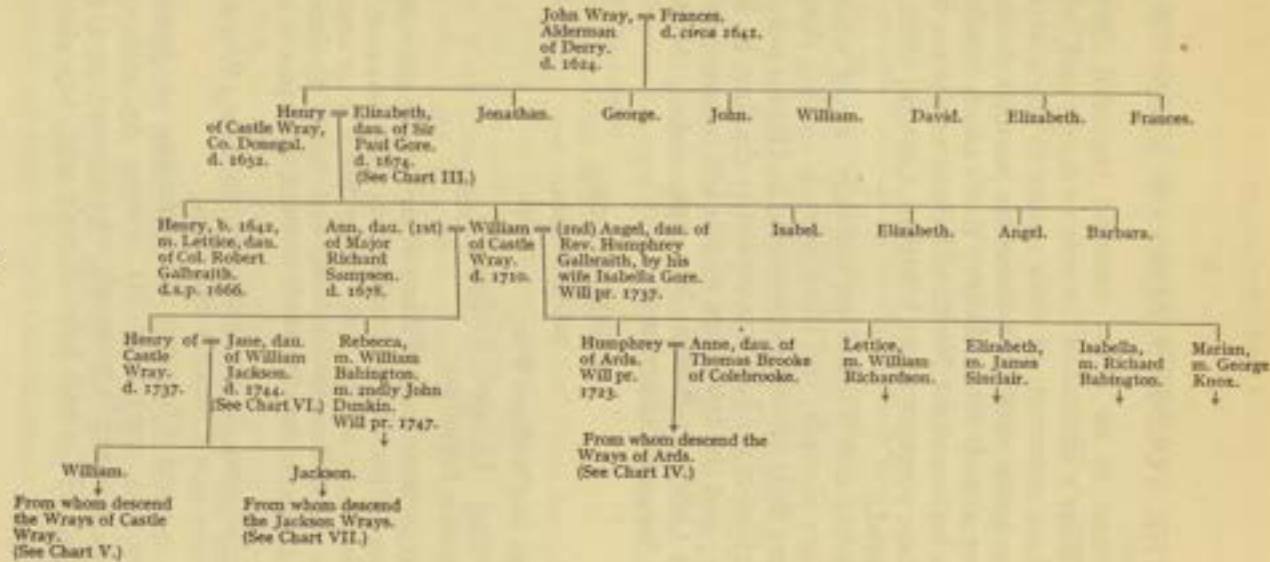 John Wray, Frances.
Alderman d. circa 1642.
of Derry.
d. 1624.
Henry Elizabeth, Jonathan. George. John. William. David. Elizabeth. Frances.
of Castle Wray, dau. of Sir
Co. Donegal. Paul Gore.
d. 1652. d. 1674.
(See Chart III.)
Henry, b. 1642,
m. Lettice, dau.
of Col. Robert
Galbraith.
d.s.p. 1666.
Ann, dau. (1st)
of Major
Richard
Sampson.
d. 1678.
William
of Castle
Wray.
d. 1710.
(2nd) Angel, dau. of
Rev. Humphrey
Galbraith, by his
wife Isabella Gore.
Will pr. 1737.
Isabel. Elizabeth. Angel. Barbara.
Henry of
Castle
Wray.
d. 1737.
Jane, dau.
of William
Jackson.
d. 1744.
(See Chart VI.)
Rebecca,
m. William
Babington.
m. 2ndly John
Dunkin.
Will pr. 1747.
Humphrey
of Ards.
Will pr.
1723.
Anne, dau. of
Thomas Brooke
of Colebrooke.
Lettice,
m. William
Richardson.
Elizabeth,
m. James
Sinclair.
Isabella,
m. Richard
Babington.
Marian,
m. George
Knox.
From whom descend the
Wrays of Ards.
(See Chart IV.)
William. Jackson.
From whom descend
the Wrays of Castle
Wray.
(See Chart V.)
From whom descend
the Jackson Wrays.
(See Chart VII.)